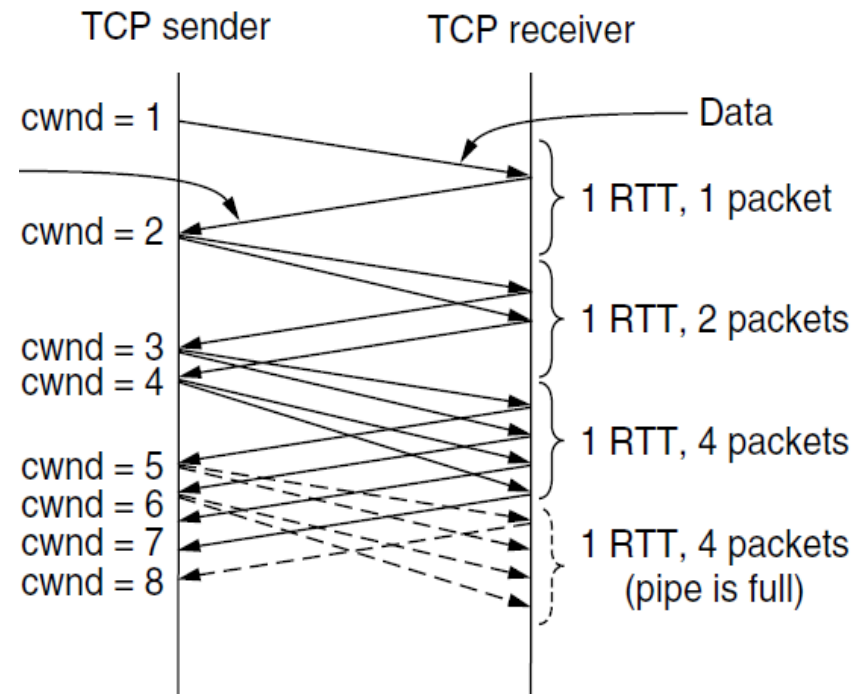 TCP sender
TCP receiver
cwnd = 1
Data
1 RTT, 1 packet
cwnd = 2
1 RTT, 2 packets
cwnd = 3
cwnd = 4
1 RTT, 4 packets
cwnd = 5
cwnd = 6
cwnd = 7
1 RTT, 4 packets
cwnd = 8
(pipe is full)